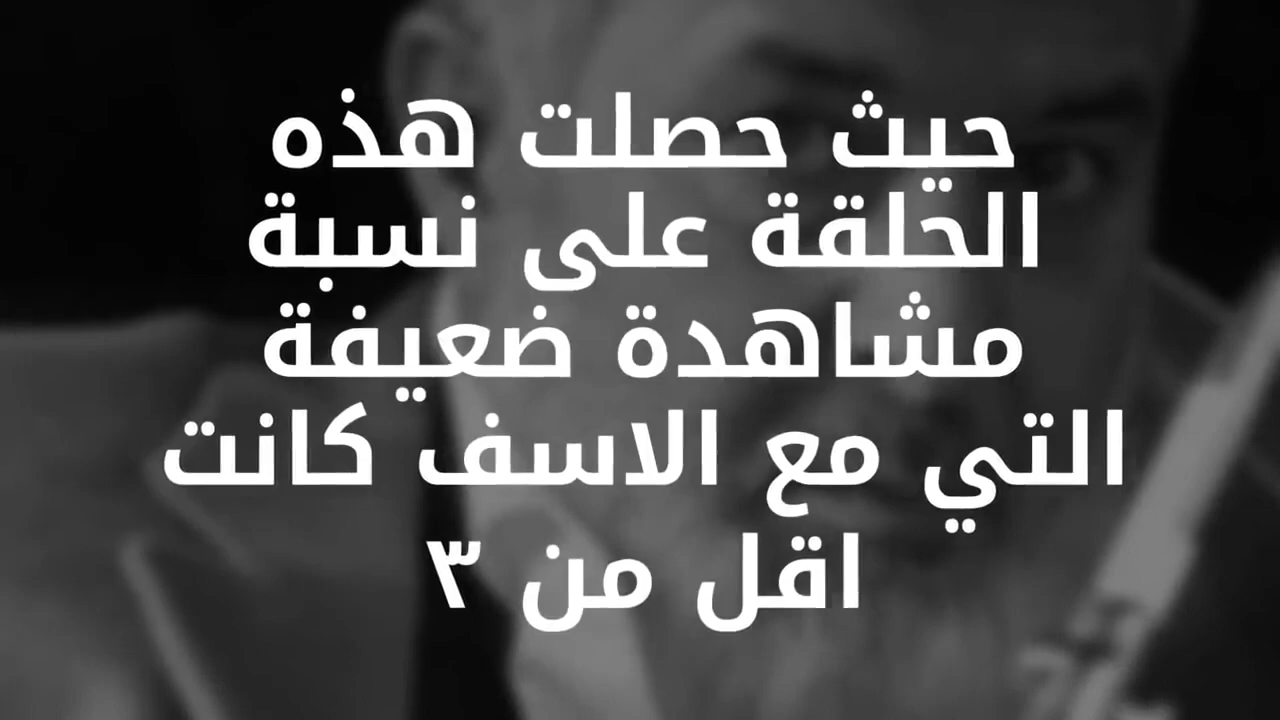 حيث حصلت هذه
الحلقة على نسبة
مشاهدة ضعيفة
التي مع الاسف كانت
اقل من ٣